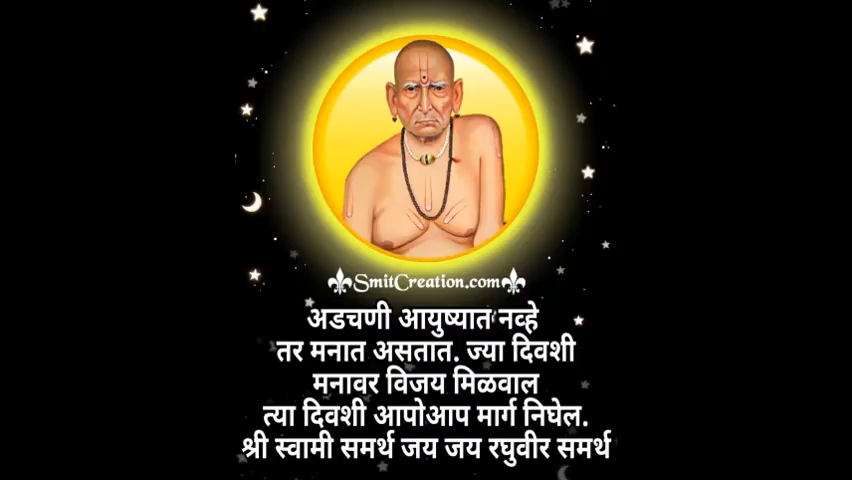 SmitCreation.com
अडचणी आयुष्यात नव्हे
तर मनात असतात. ज्या दिवशी
मनावर विजय मिळवाल
त्या दिवशी आपोआप मार्ग निघेल.
श्री स्वामी समर्थ जय जय रघुवीर समर्थ